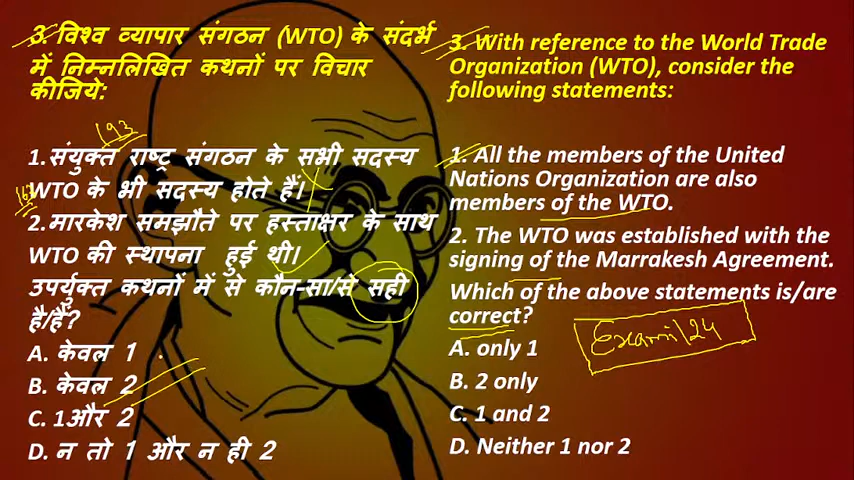 3. विश्व व्यापार संगठन (WTO) के संदर्भ
में निम्नलिखित कथनों पर विचार
कीजिये:
193
1.संयुक्त राष्ट्र संगठन के सभी सदस्य
WTO के भी सदस्य होते हैं।
2.मारकेश समझौते पर हस्ताक्षर के साथ
WTO की स्थापना हुई थी।
उपर्युक्त कथनों में से कौन-सा/से सही
है/हैं?
A. केवल 1
B. केवल 2
C. 1और 2
D. न तो 1 और न ही 2
3. With reference to the World Trade
Organization (WTO), consider the
following statements:
1. All the members of the United
Nations Organization are also
members of the WTO.
2. The WTO was established with the
signing of the Marrakesh Agreement.
Which of the above statements is/are
correct?
A. only 1
B. 2 only
C. 1 and 2
D. Neither 1 nor 2